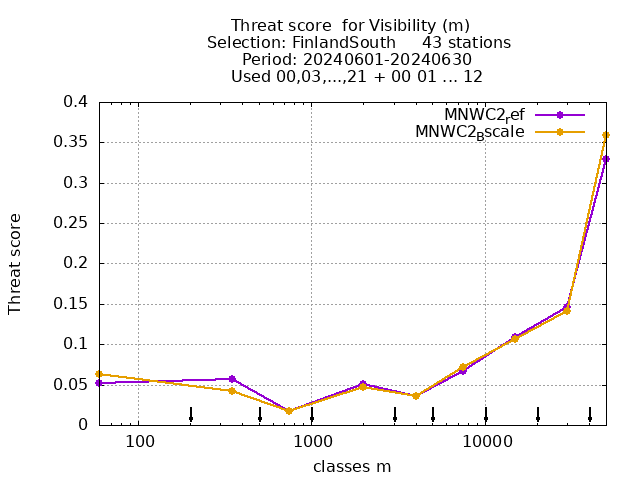 Threat score  for Visibility (m)
Selection: FinlandSouth     43 stations
Period: 20240601-20240630
Used 00,03,...,21 + 00 01 ... 12
MNWC2ref
MNWC2Bscale
0.4
0.35
0.3
0.25
0.2
0.15
0.1
0.05
0
Threat score
100 1000 10000
classes m